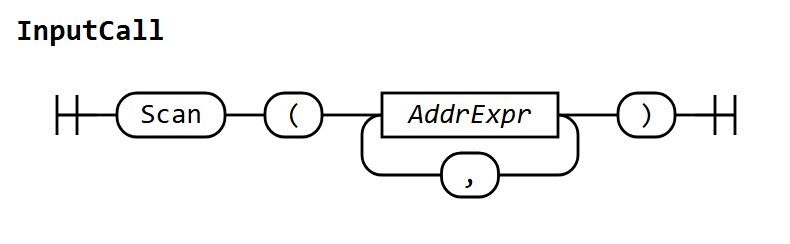 InputCall
Scan ( AddrExpr )
,